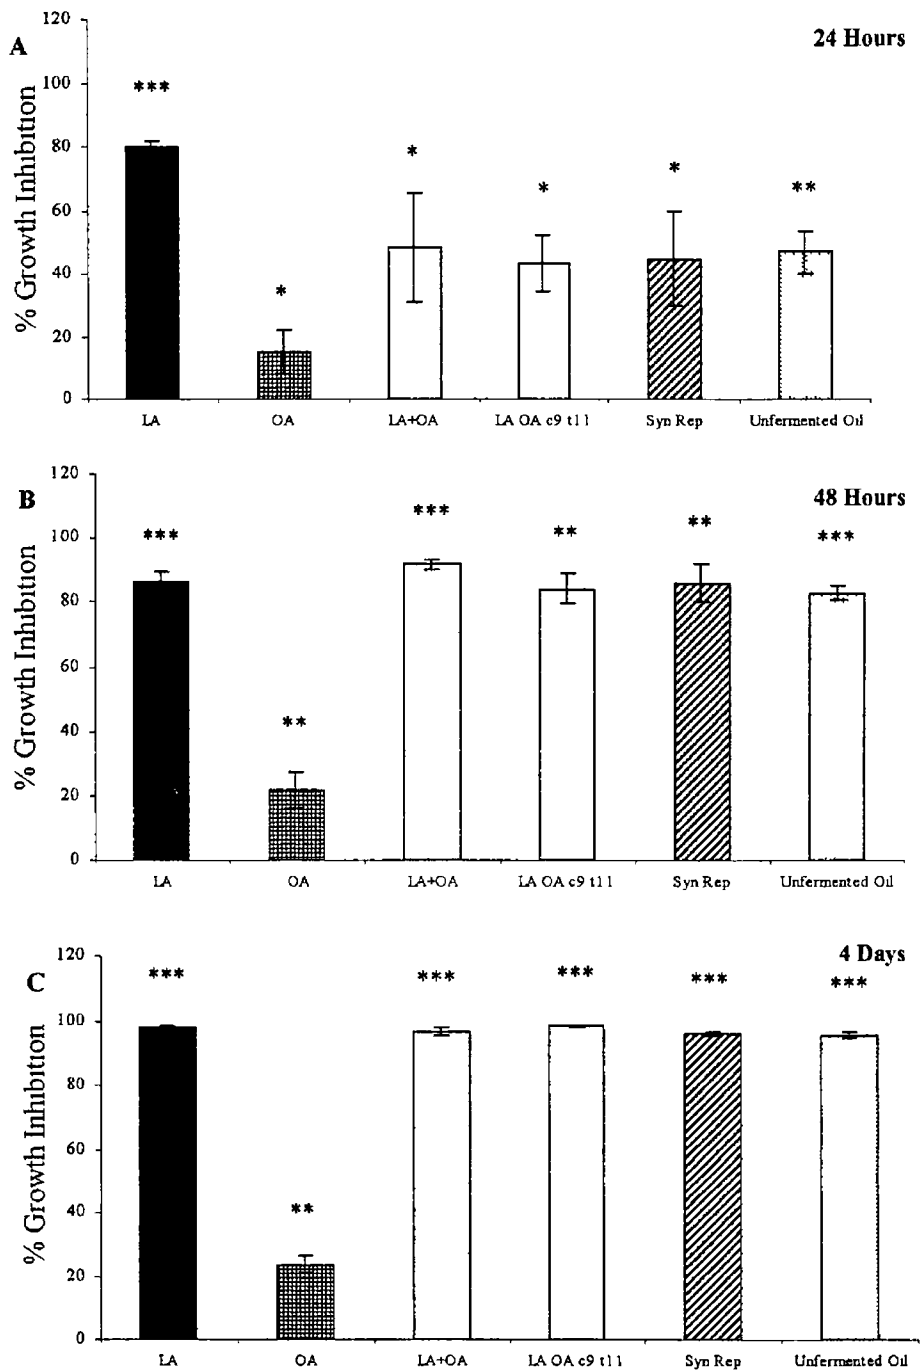 A
24 Hours
% Growth Inhibition
120
100
80
60
40
20
0
***
*
*
*
*
**
LA
OA
LA+OA
LA OA c9 t11
Syn Rep
Unfermented Oil
B
48 Hours
% Growth Inhibition
120
100
80
60
40
20
0
***
**
***
**
**
***
LA
OA
LA+OA
LA OA c9 t11
Syn Rep
Unfermented Oil
C
4 Days
% Growth Inhibition
120
100
80
60
40
20
0
***
**
***
***
***
***
LA
OA
LA+OA
LA OA c9 t11
Syn Rep
Unfermented Oil